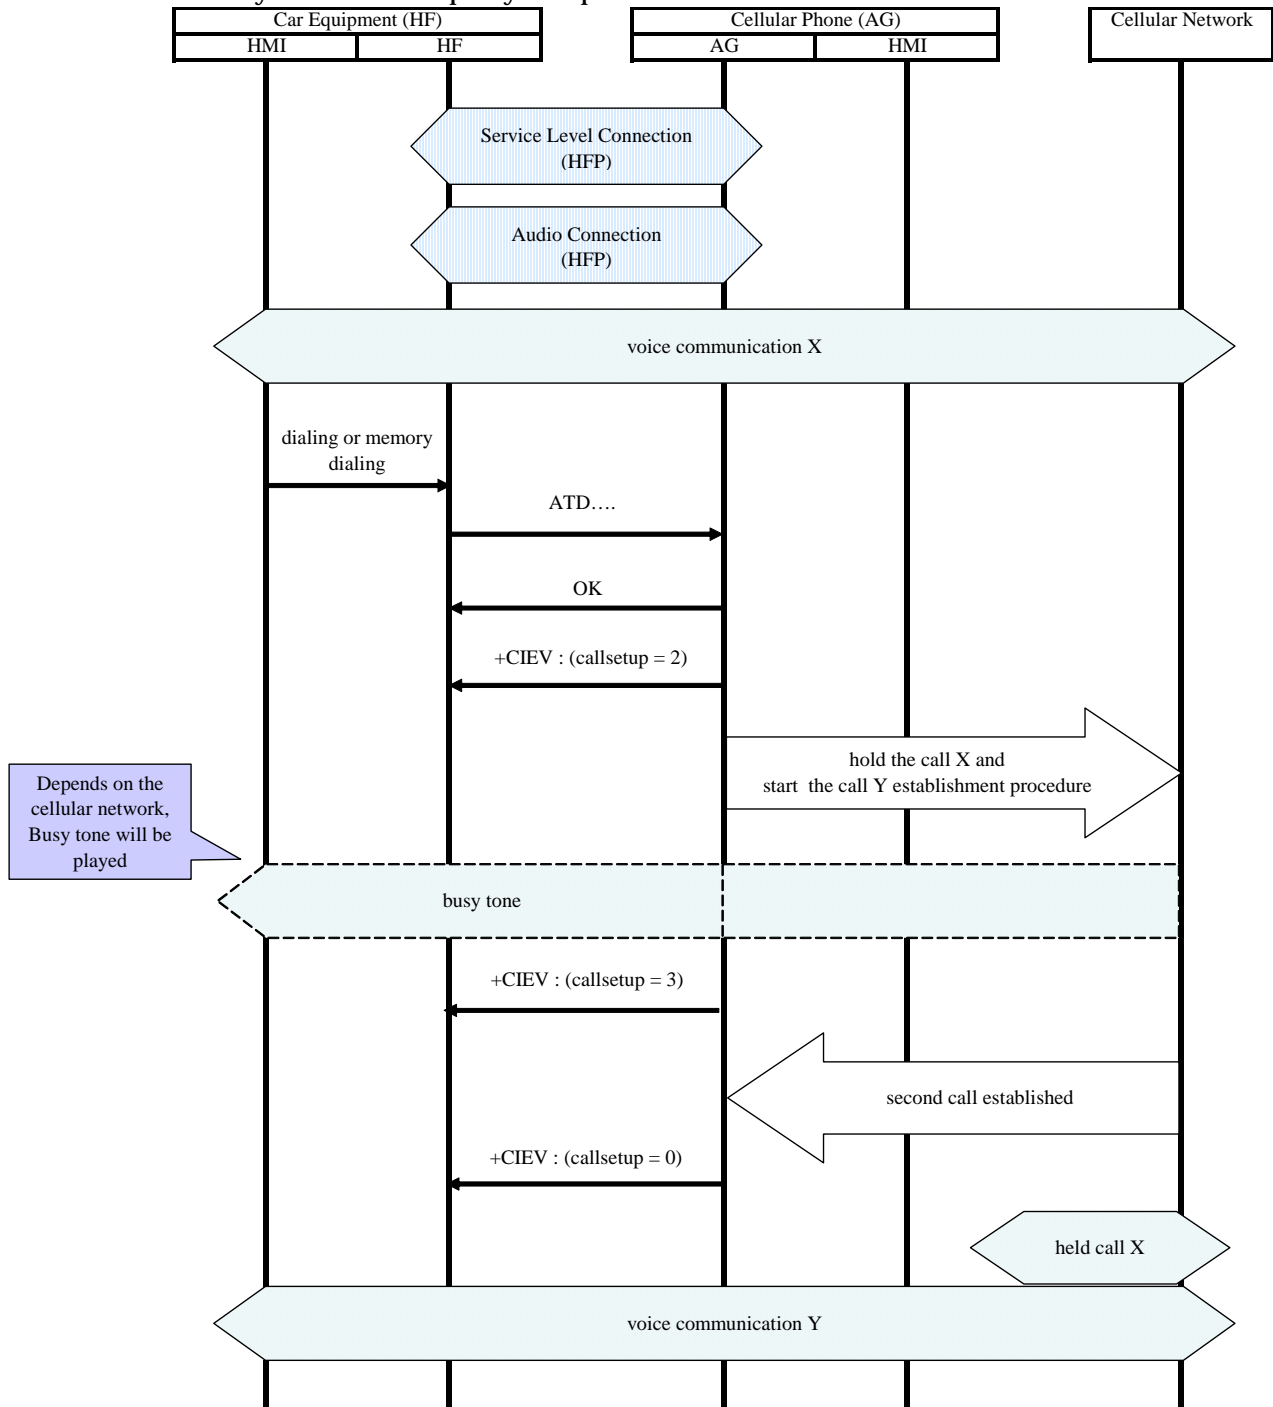 Car Equipment (HF)
Cellular Phone (AG)
Cellular Network
HMI
HF
AG
HMI
Service Level Connection
(HFP)
Audio Connection
(HFP)
voice communication X
dialing or memory
dialing
ATD….
OK
+CIEV : (callsetup = 2)
hold the call X and
start the call Y establishment procedure
Depends on the
cellular network,
Busy tone will be
played
busy tone
+CIEV : (callsetup = 3)
second call established
+CIEV : (callsetup = 0)
held call X
voice communication Y